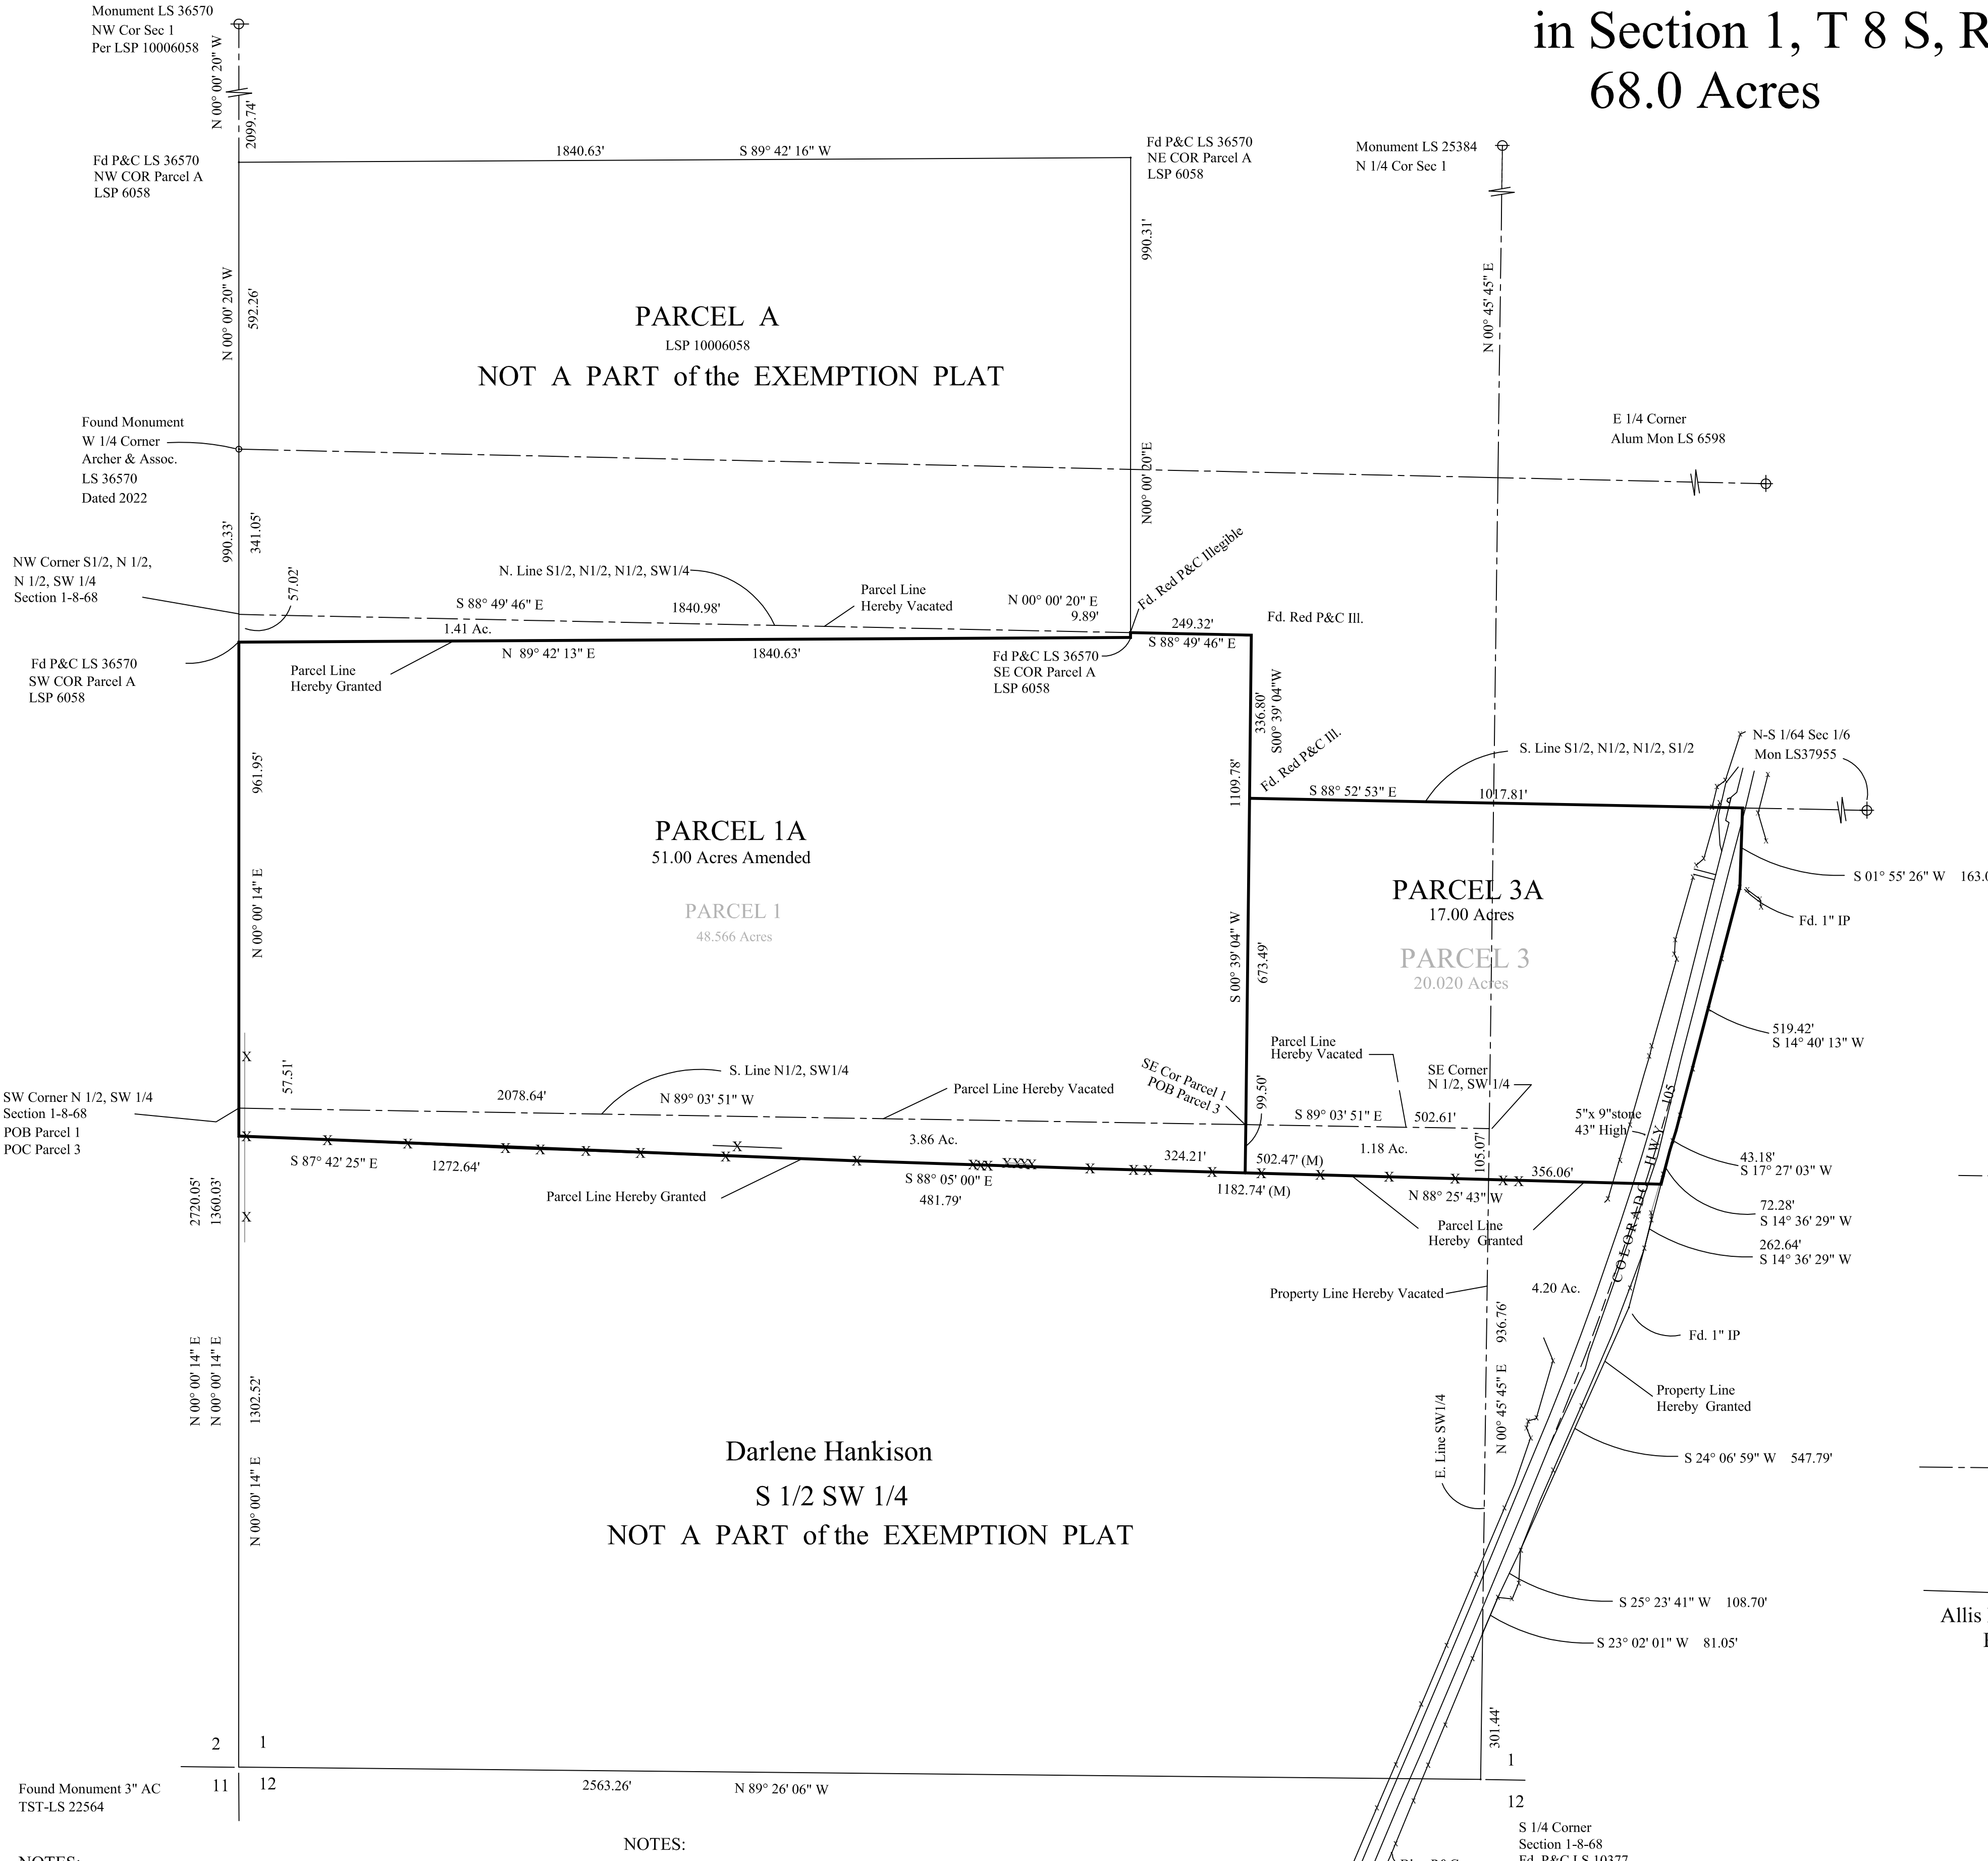 in Section 1, T 8 S, R
68.0 Acres
Monument LS 36570
NW Cor Sec 1
Per LSP 10006058
N 00° 00' 20" W
2099.74'
Fd P&C LS 36570
NW COR Parcel A
LSP 6058
1840.63'
S 89° 42' 16" W
Fd P&C LS 36570
NE COR Parcel A
LSP 6058
Monument LS 25384
N 1/4 Cor Sec 1
990.31'
N 00° 00' 20" W
592.26'
N 00° 45' 45" E
PARCEL A
LSP 10006058
NOT A PART of the EXEMPTION PLAT
Found Monument
W 1/4 Corner
Archer & Assoc.
LS 36570
Dated 2022
E 1/4 Corner
Alum Mon LS 6598
N00° 00' 20"E
990.33'
341.05'
NW Corner S1/2, N 1/2,
N 1/2, SW 1/4
Section 1-8-68
57.02'
N. Line S1/2, N1/2, N1/2, SW1/4
Parcel Line
Hereby Vacated
S 88° 49' 46" E
1840.98'
N 00° 00' 20" E
9.89'
Fd. Red P&C Illegible
249.32'
S 88° 49' 46" E
Fd. Red P&C Ill.
1.41 Ac.
N 89° 42' 13" E
1840.63'
Fd P&C LS 36570
SW COR Parcel A
LSP 6058
Parcel Line
Hereby Granted
Fd P&C LS 36570
SE COR Parcel A
LSP 6058
336.80'
S00° 39' 04"W
1109.78'
Fd. Red P&C Ill.
S. Line S1/2, N1/2, N1/2, S1/2
N-S 1/64 Sec 1/6
Mon LS37955
961.95'
S 88° 52' 53" E
1017.81'
PARCEL 1A
51.00 Acres Amended
PARCEL 1
48.566 Acres
N 00° 00' 14" E
PARCEL 3A
17.00 Acres
PARCEL 3
20.020 Acres
S 01° 55' 26" W 163.0
Fd. 1" IP
S 00° 39' 04" W
673.49'
519.42'
S 14° 40' 13" W
57.51'
S. Line N1/2, SW1/4
Parcel Line Hereby Vacated
SE Cor Parcel 1
POB Parcel 3
Parcel Line
Hereby Vacated
SE Corner
N 1/2, SW 1/4
SW Corner N 1/2, SW 1/4
Section 1-8-68
POB Parcel 1
POC Parcel 3
2078.64'
N 89° 03' 51" W
99.50'
S 89° 03' 51" E
502.61'
5"x 9"stone
43" High
COLORADO HWY 105
3.86 Ac.
1.18 Ac.
105.07'
43.18'
S 17° 27' 03" W
S 87° 42' 25" E
1272.64'
S 88° 05' 00" E
481.79'
324.21'
502.47' (M)
1182.74' (M)
N 88° 25' 43" W
356.06'
Parcel Line Hereby Granted
Parcel Line
Hereby Granted
72.28'
S 14° 36' 29" W
262.64'
S 14° 36' 29" W
2720.05'
1360.03'
Property Line Hereby Vacated
4.20 Ac.
936.76'
Fd. 1" IP
N 00° 00' 14" E
N 00° 00' 14" E
1302.52'
N 00° 45' 45" E
E. Line SW1/4
Property Line
Hereby Granted
Darlene Hankison
S 1/2 SW 1/4
NOT A PART of the EXEMPTION PLAT
N 00° 00' 14" E
S 24° 06' 59" W 547.79'
S 25° 23' 41" W 108.70'
S 23° 02' 01" W 81.05'
Allis
301.44'
2 1
11 12
1
12
Found Monument 3" AC
TST-LS 22564
2563.26'
N 89° 26' 06" W
S 1/4 Corner
Section 1-8-68
Fd. P&C LS 10377
NOTES:
NOTES: